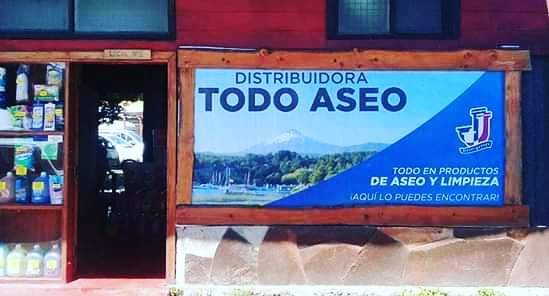 DISTRIBUIDORA
TODO ASEO
TODO EN PRODUCTOS
DE ASEO Y LIMPIEZA
¡AQUÍ LO PUEDES ENCONTRAR!